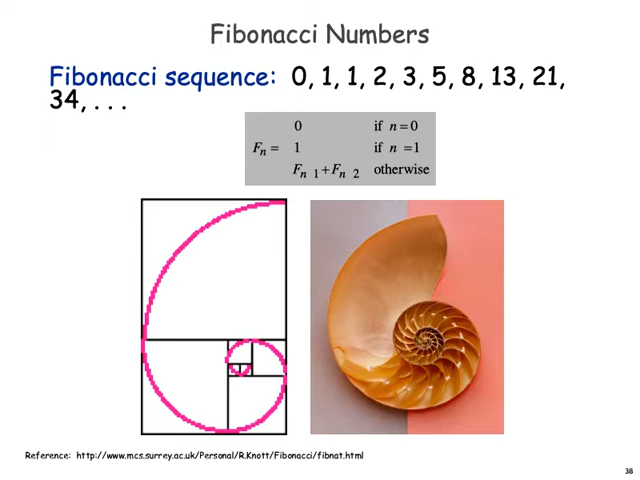 Fibonacci Numbers
Fibonacci sequence: 0, 1, 1, 2, 3, 5, 8, 13, 21,
34, . . .
0 if n = 0
F_n = 1 if n = 1
F_n 1 + F_n 2 otherwise
Reference: http://www.mcs.surrey.ac.uk/Personal/R.Knott/Fibonacci/fibnat.html
38